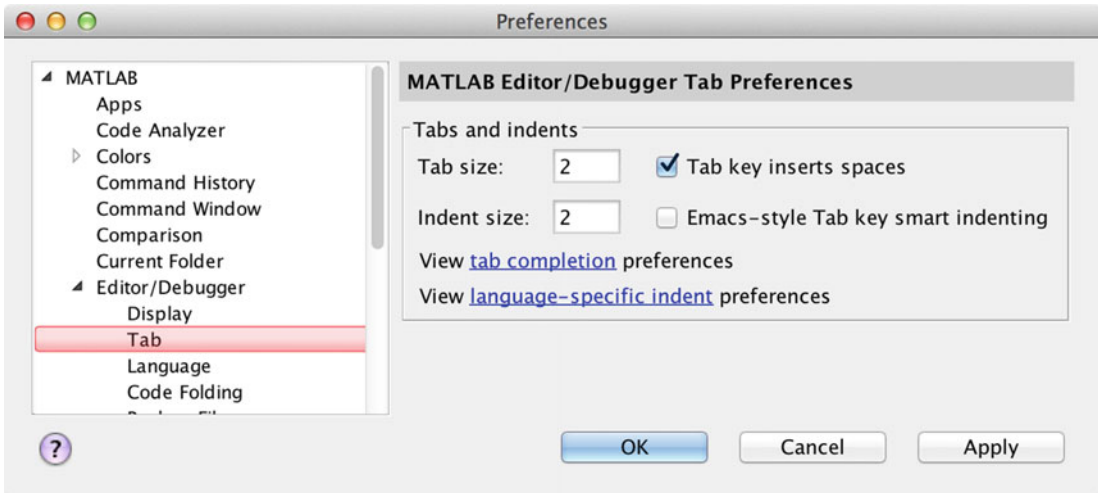 Preferences
MATLAB
Apps
Code Analyzer
Colors
Command History
Command Window
Comparison
Current Folder
Editor/Debugger
Display
Tab
Language
Code Folding
MATLAB Editor/Debugger Tab Preferences
Tabs and indents
Tab size: 2 Tab key inserts spaces
Indent size: 2 Emacs-style Tab key smart indenting
View tab completion preferences
View language-specific indent preferences
? OK Cancel Apply